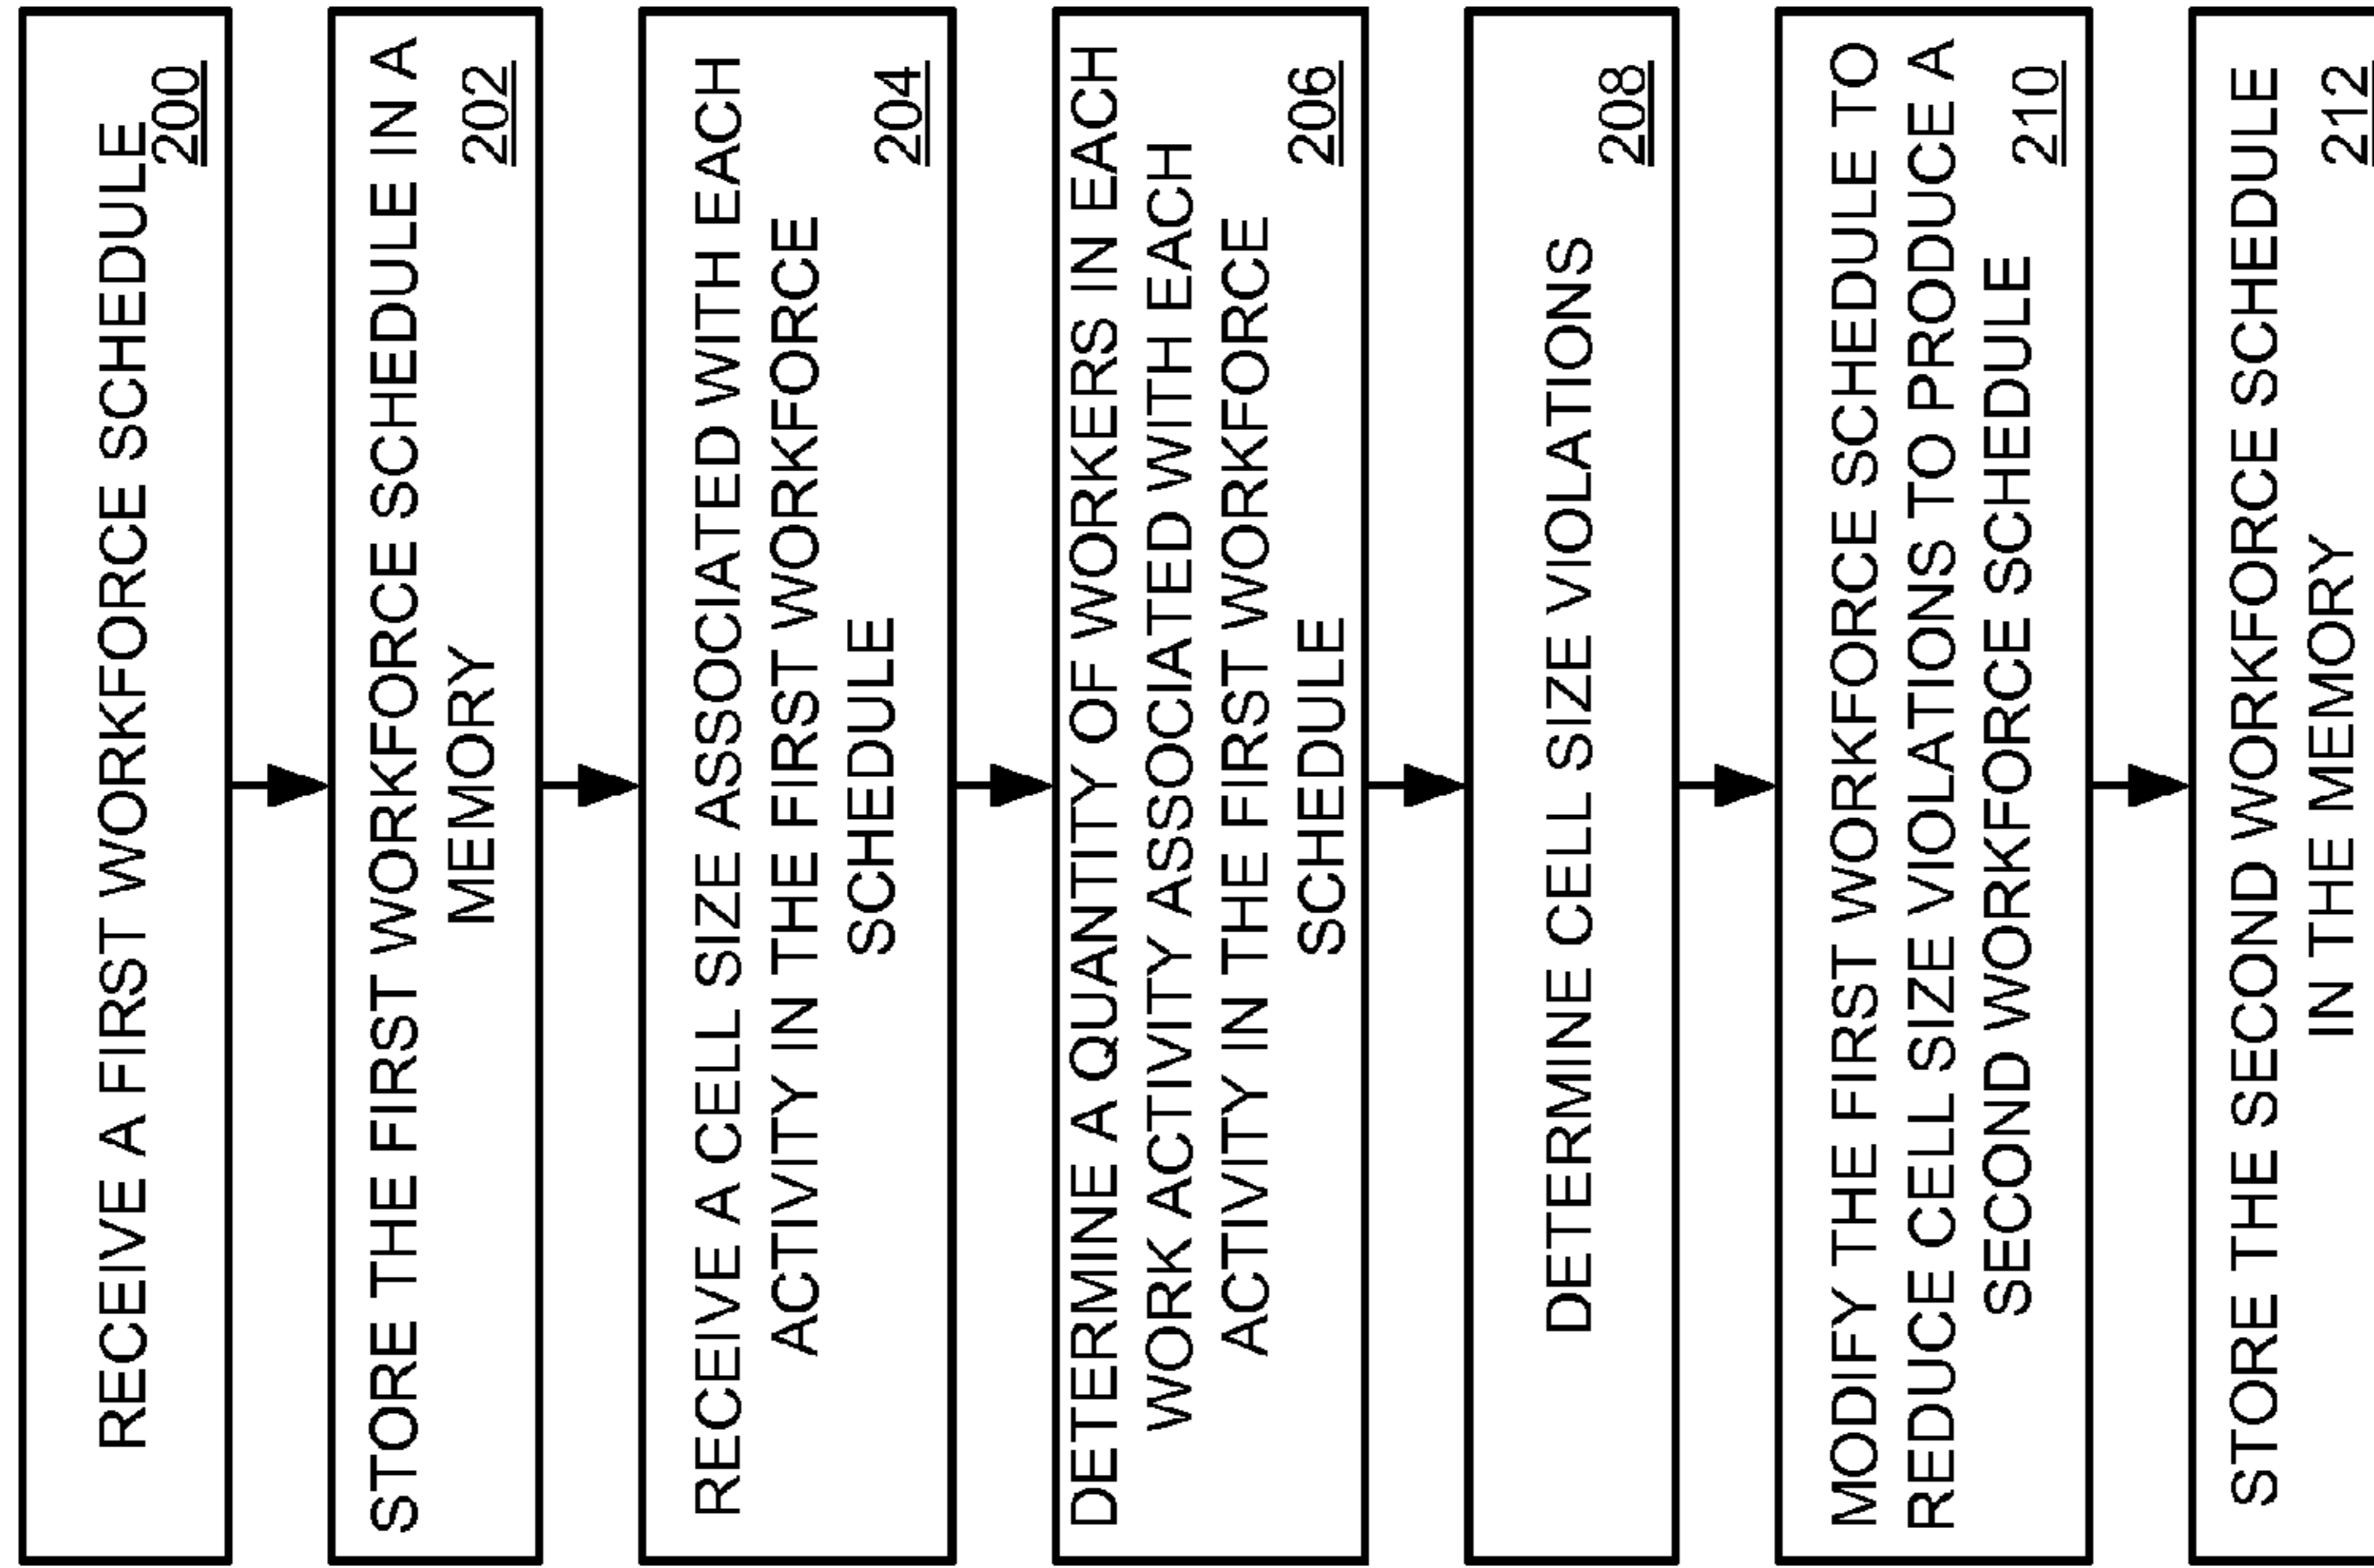 RECEIVE A FIRST WORKFORCE SCHEDULE
200
STORE THE FIRST WORKFORCE SCHEDULE IN A
MEMORY
202
RECEIVE A CELL SIZE ASSOCIATED WITH EACH
ACTIVITY IN THE FIRST WORKFORCE
SCHEDULE
204
DETERMINE A QUANTITY OF WORKERS IN EACH
WORK ACTIVITY ASSOCIATED WITH EACH
ACTIVITY IN THE FIRST WORKFORCE
SCHEDULE
206
DETERMINE CELL SIZE VIOLATIONS
208
MODIFY THE FIRST WORKFORCE SCHEDULE TO
REDUCE CELL SIZE VIOLATIONS TO PRODUCE A
SECOND WORKFORCE SCHEDULE
210
STORE THE SECOND WORKFORCE SCHEDULE
IN THE MEMORY
212